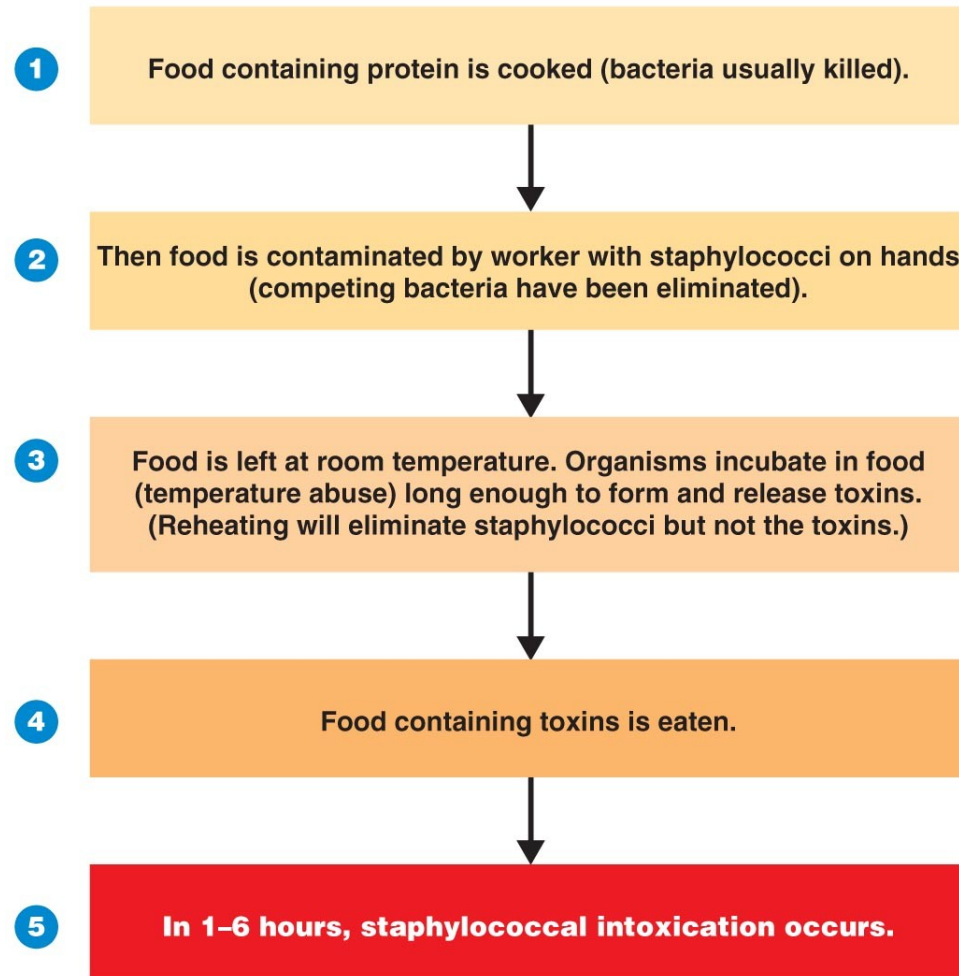 1
Food containing protein is cooked (bacteria usually killed).
2
Then food is contaminated by worker with staphylococci on hands
(competing bacteria have been eliminated).
3
Food is left at room temperature. Organisms incubate in food
(temperature abuse) long enough to form and release toxins.
(Reheating will eliminate staphylococci but not the toxins.)
4
Food containing toxins is eaten.
5
In 1–6 hours, staphylococcal intoxication occurs.